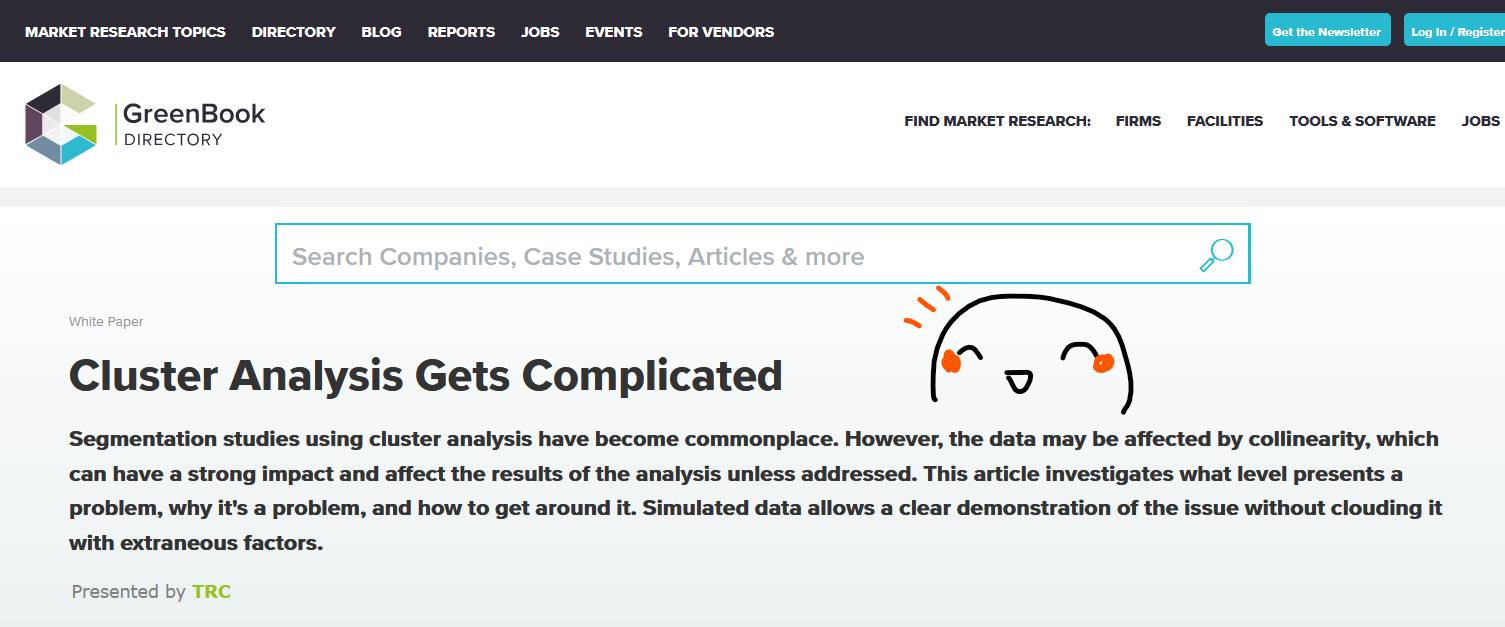 MARKET RESEARCH TOPICS DIRECTORY BLOG REPORTS JOBS EVENTS FOR VENDORS Get the Newsletter Log In / Register
GreenBook
DIRECTORY
FIND MARKET RESEARCH: FIRMS FACILITIES TOOLS & SOFTWARE JOBS
Search Companies, Case Studies, Articles & more
White Paper
Cluster Analysis Gets Complicated
Segmentation studies using cluster analysis have become commonplace. However, the data may be affected by collinearity, which
can have a strong impact and affect the results of the analysis unless addressed. This article investigates what level presents a
problem, why it's a problem, and how to get around it. Simulated data allows a clear demonstration of the issue without clouding it
with extraneous factors.
Presented by TRC